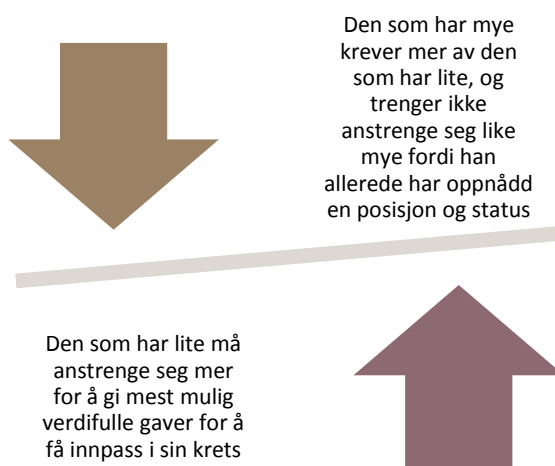 Den som har mye
krever mer av den
som har lite, og
trenger ikke
anstrenge seg like
mye fordi han
allerede har oppnådd
en posisjon og status
Den som har lite må
anstrenge seg mer
for å gi mest mulig
verdifulle gaver for å
få innpass i sin krets